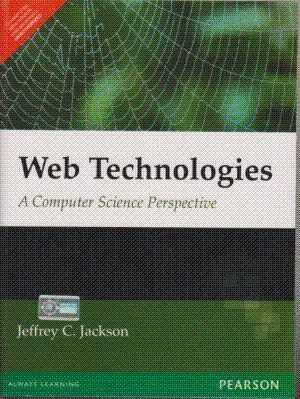 Web Technologies
A Computer Science Perspective
Jeffrey C. Jackson
ALWAYS LEARNING
PEARSON